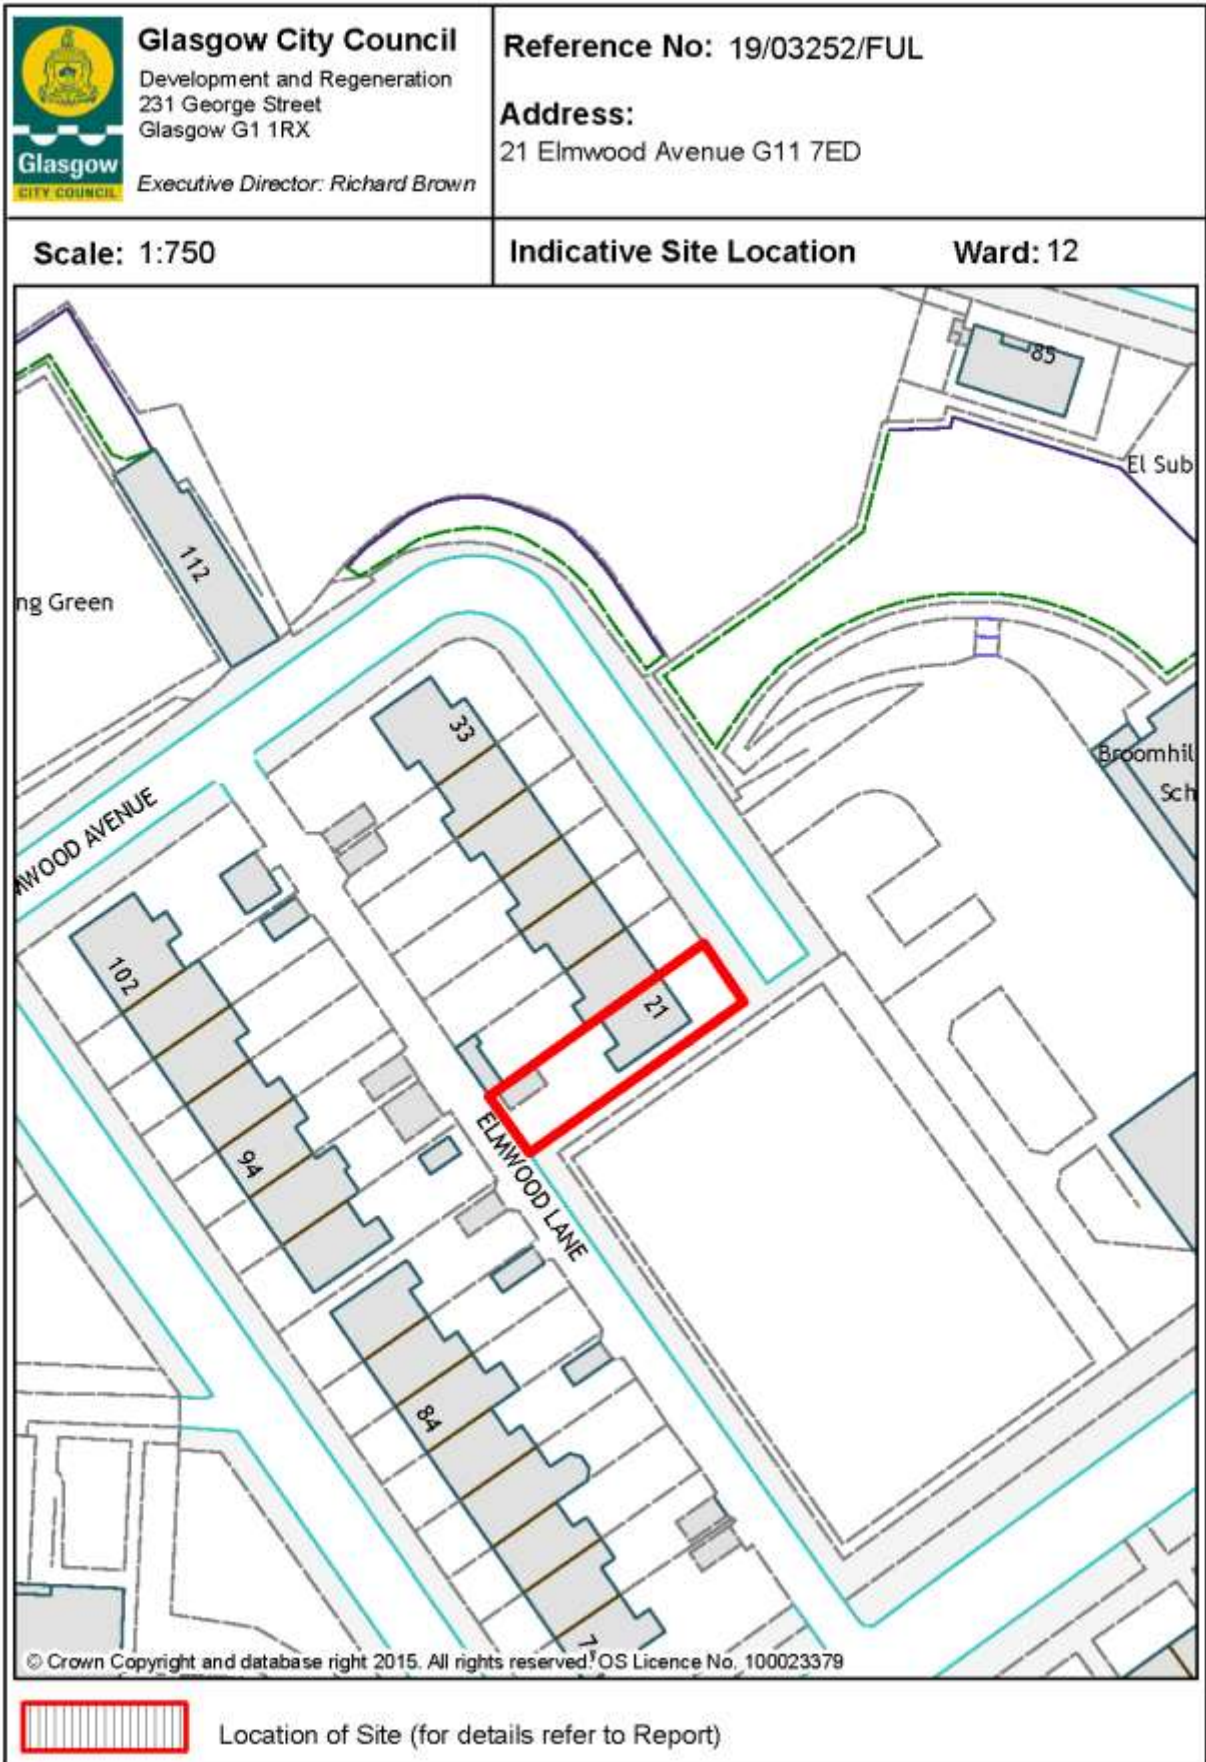 Glasgow
CITY COUNCIL
Glasgow City Council
Development and Regeneration
231 George Street
Glasgow G1 1RX
Executive Director: Richard Brown
Reference No: 19/03252/FUL
Address:
21 Elmwood Avenue G11 7ED
Scale: 1:750
Indicative Site Location
Ward: 12
85
El Sub
112
ng Green
33
Broomhil
Sch
MWOOD AVENUE
102
21
94
ELMWOOD LANE
84
7
© Crown Copyright and database right 2015. All rights reserved. OS Licence No. 100023379
Location of Site (for details refer to Report)